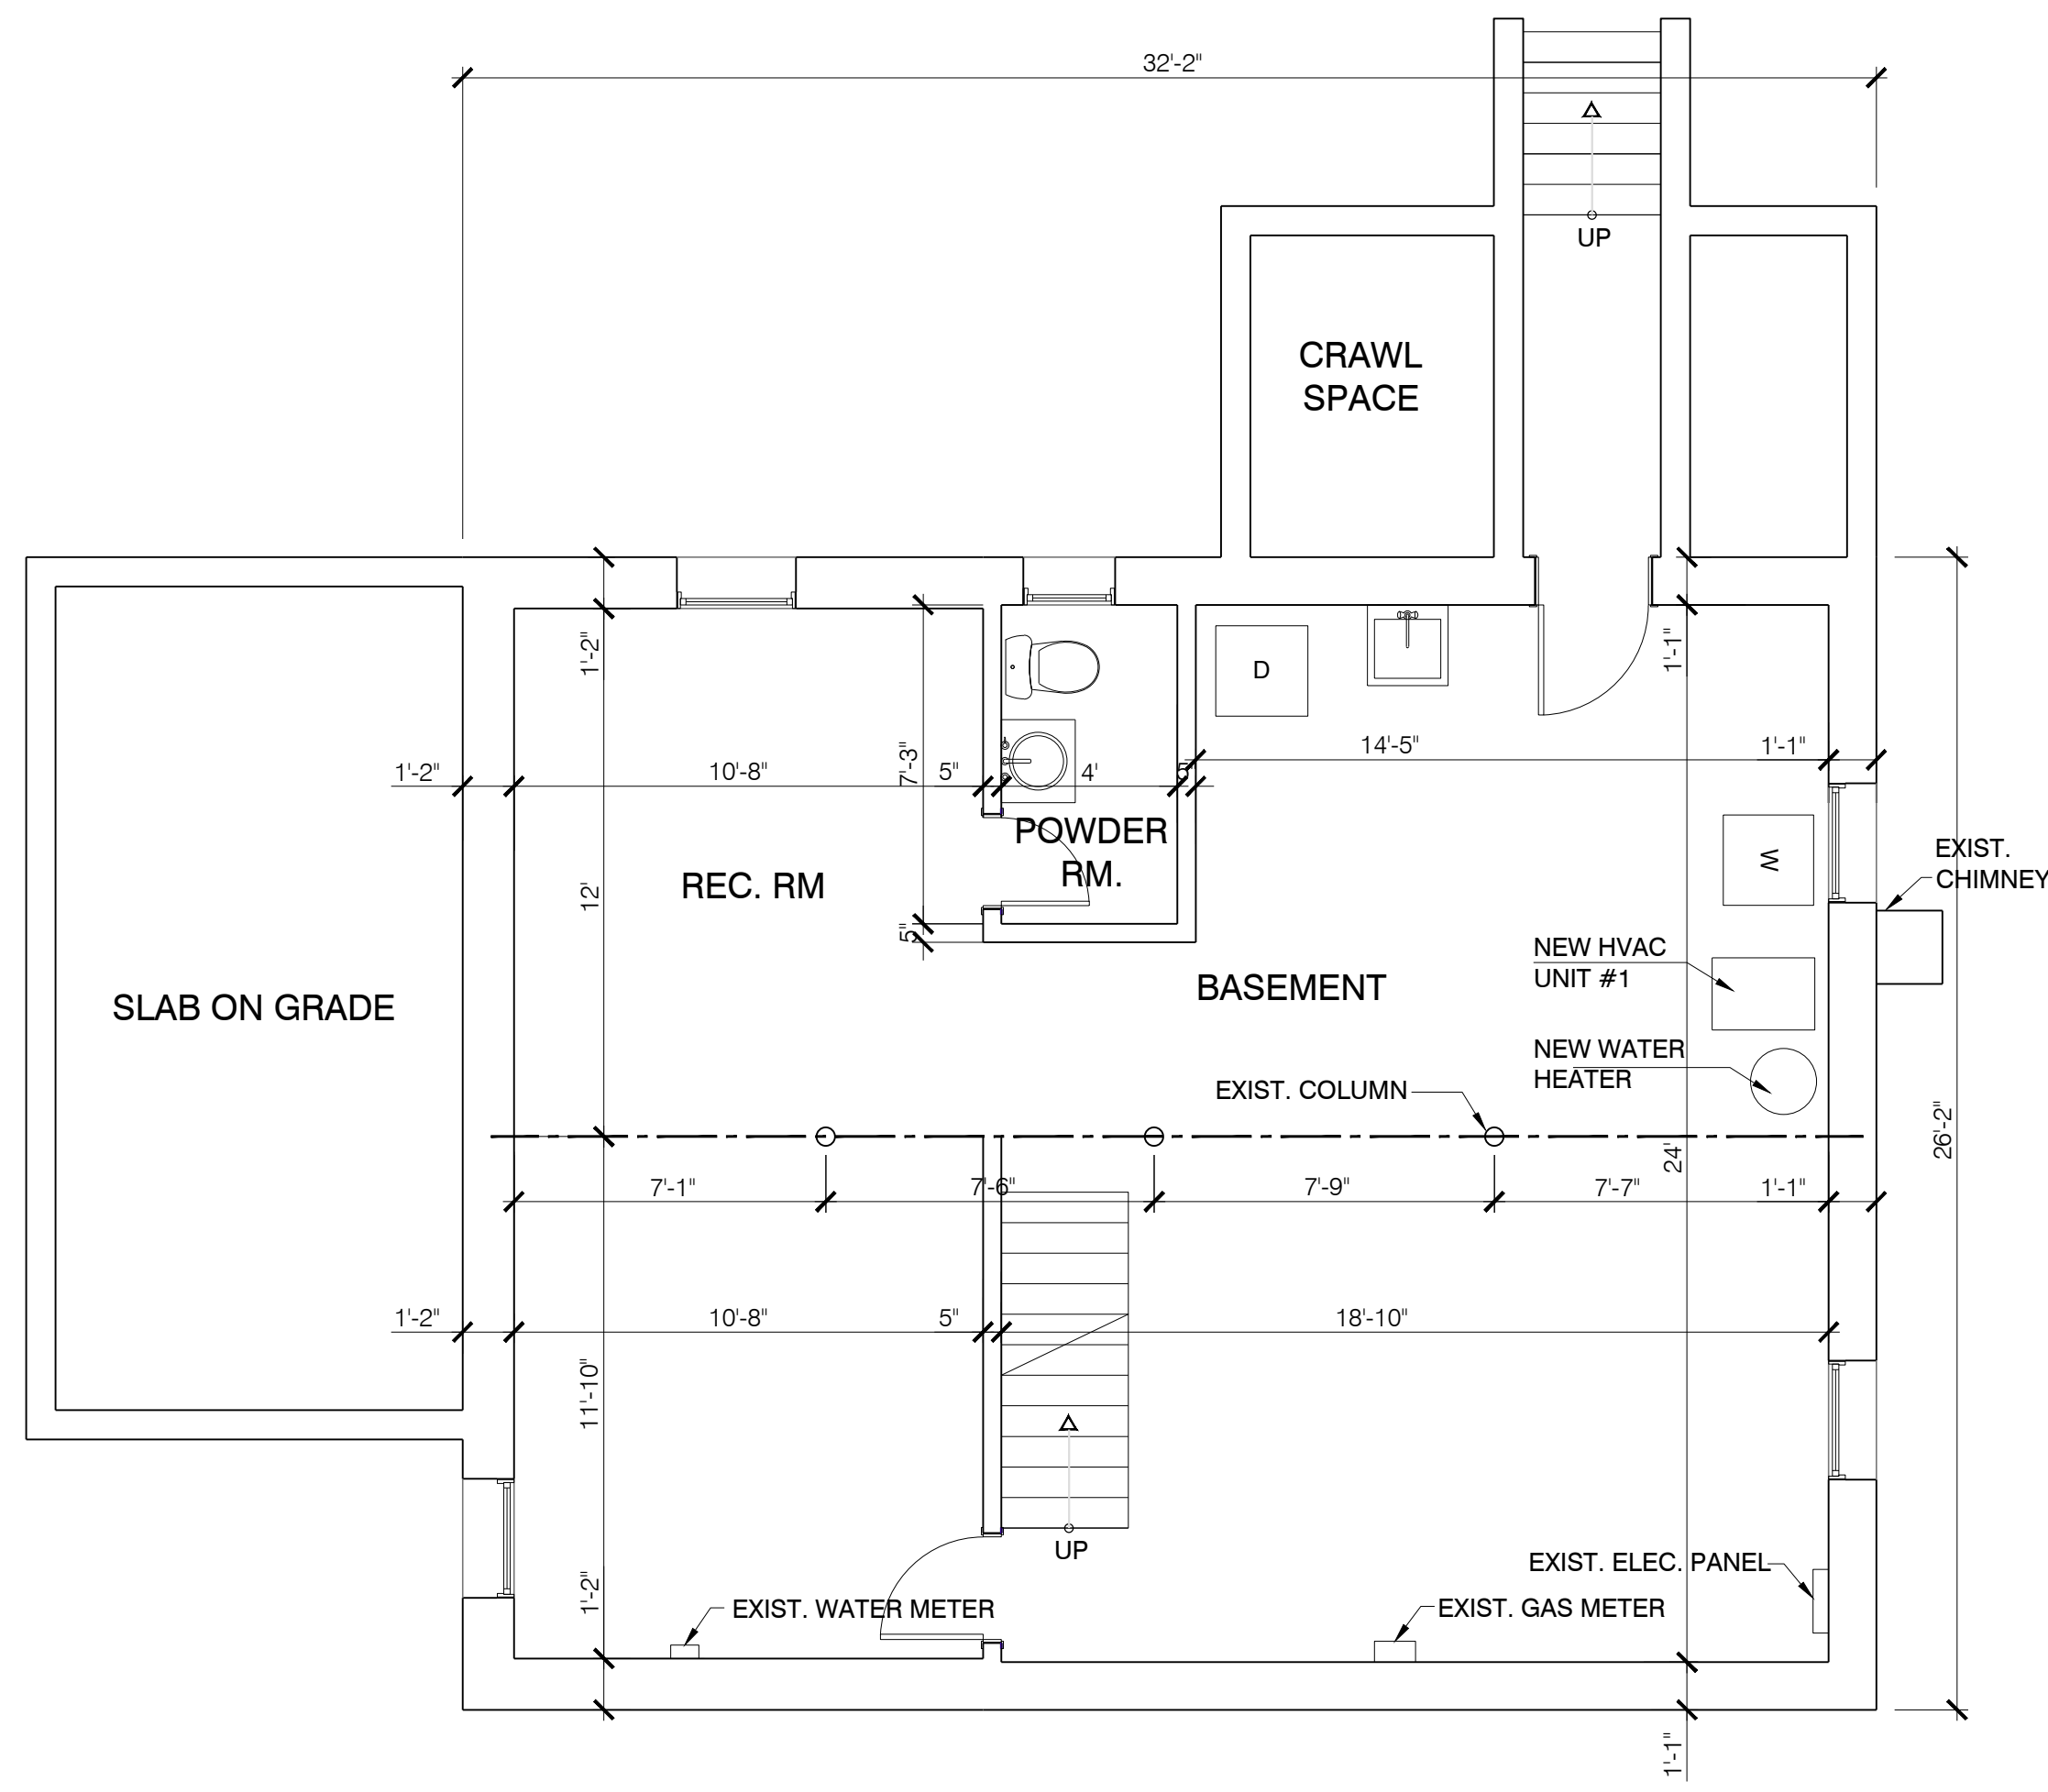 32'-2"
UP
CRAWL
SPACE
1'-2"
1'-1"
D
14'-5"
1'-1"
1'-2"
10'-8"
5"
7'-3"
4'
5"
POWDER
RM.
W
EXIST.
CHIMNEY
REC. RM
12'
5"
NEW HVAC
UNIT #1
BASEMENT
SLAB ON GRADE
NEW WATER
HEATER
EXIST. COLUMN
26'-2"
24'
7'-1"
7'-6"
7'-9"
7'-7"
1'-1"
1'-2"
10'-8"
5"
18'-10"
11'-10"
UP
EXIST. ELEC. PANEL
1'-2"
EXIST. WATER METER
EXIST. GAS METER
1'-1"